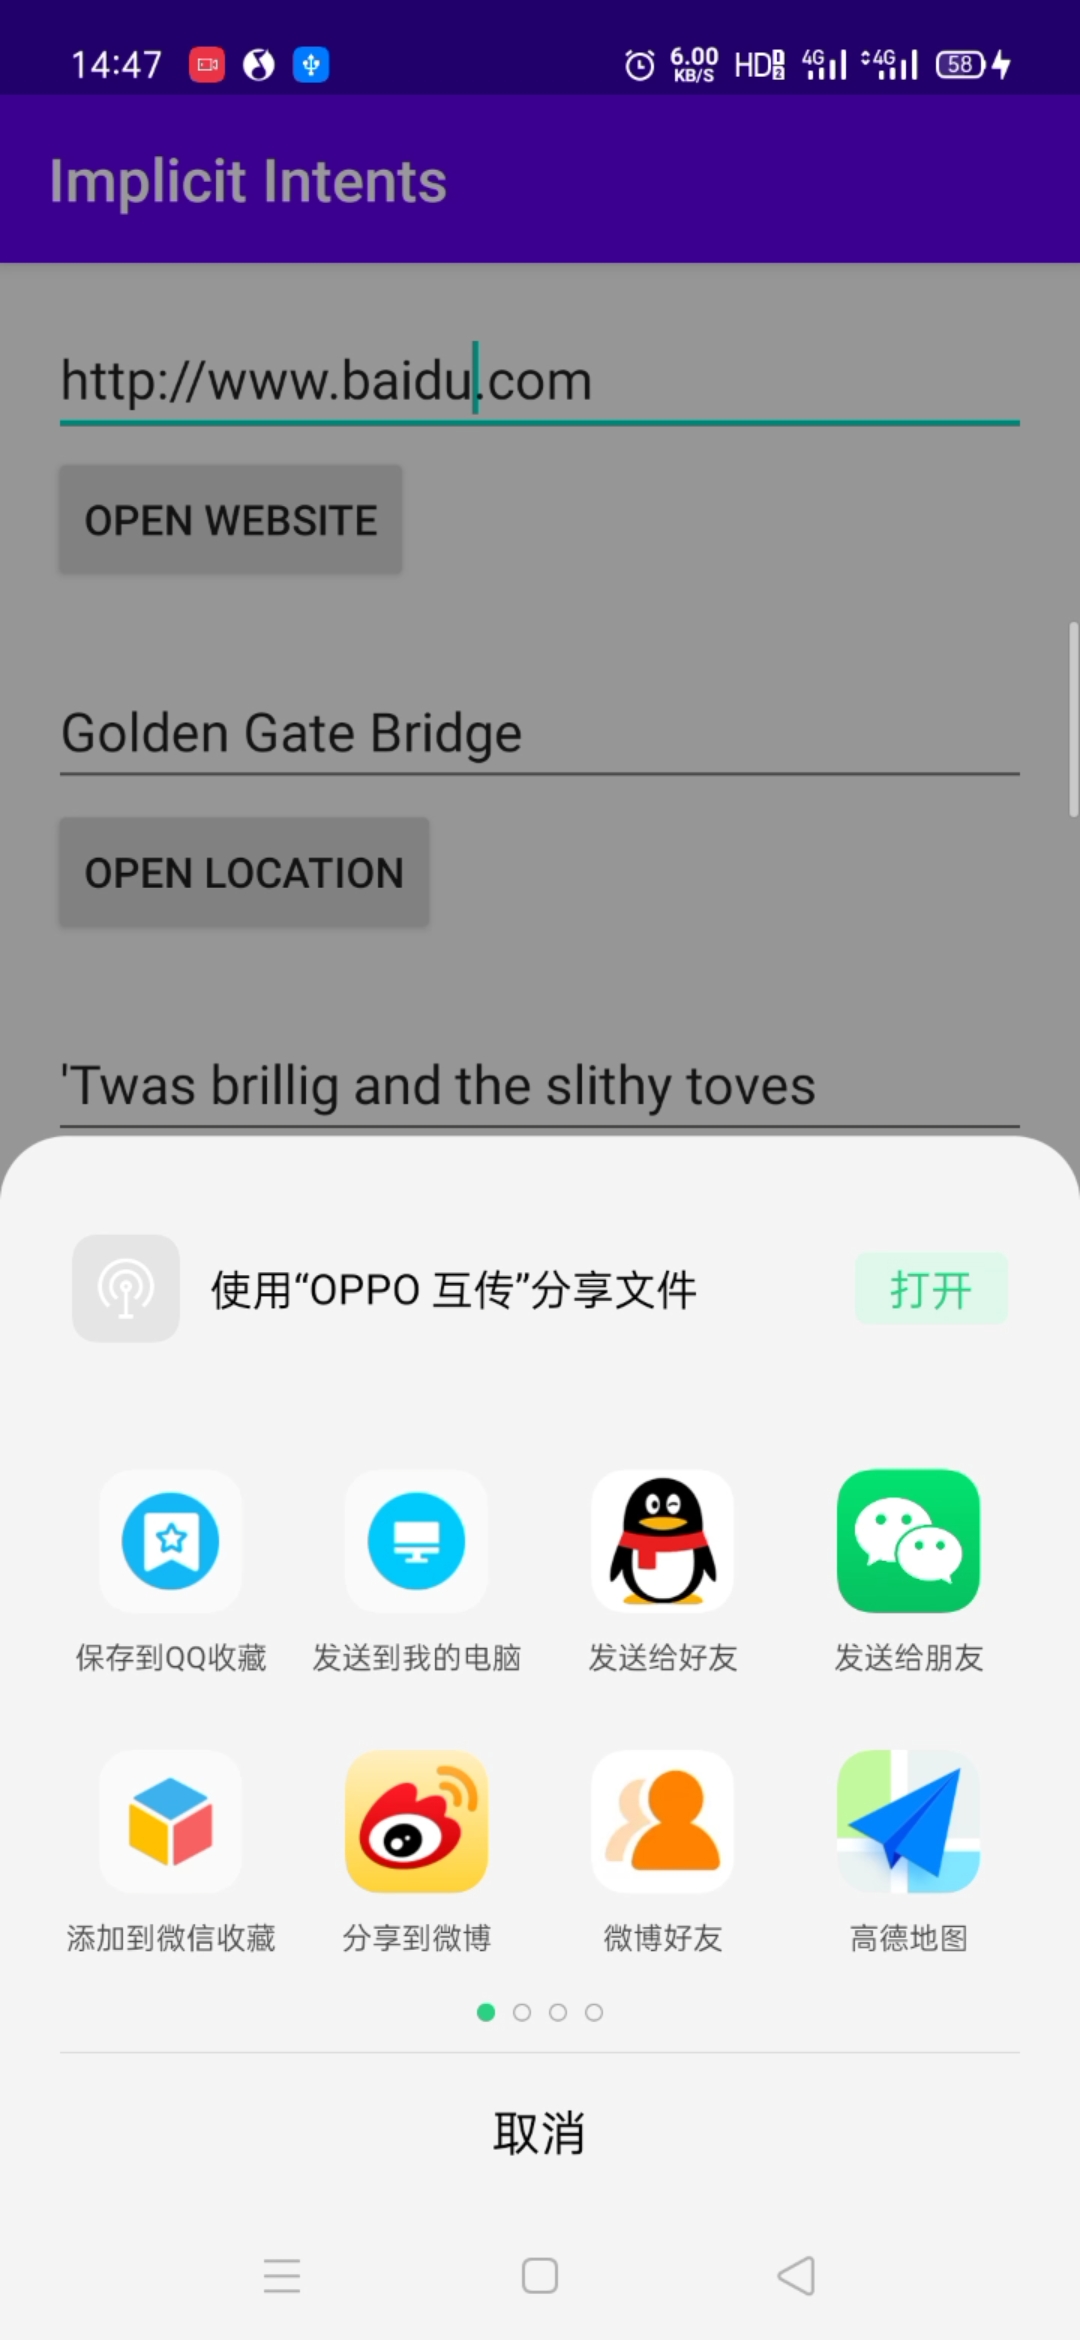 14:47 6.00 KB/S HD 1 2 4G 4G 58
Implicit Intents
http://www.baidu.com
OPEN WEBSITE
Golden Gate Bridge
OPEN LOCATION
'Twas brillig and the slithy toves
使用“OPPO 互传”分享文件 打开
保存到QQ收藏 发送到我的电脑 发送给好友 发送给朋友
添加到微信收藏 分享到微博 微博好友 高德地图
取消